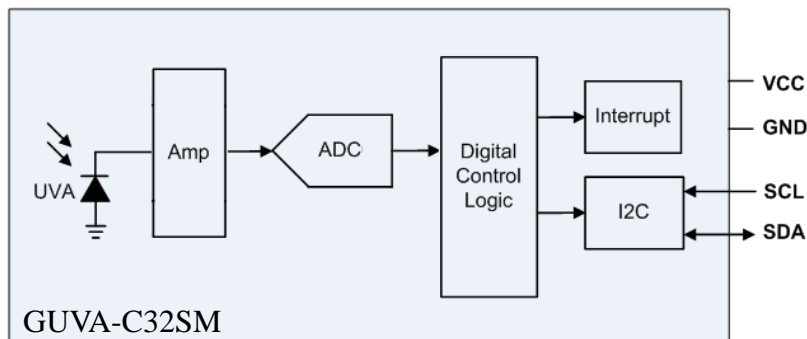 VCC
Interrupt
GND
Amp
ADC
Digital
Control
Logic
UVA
I2C
SCL
SDA
GUVA-C32SM